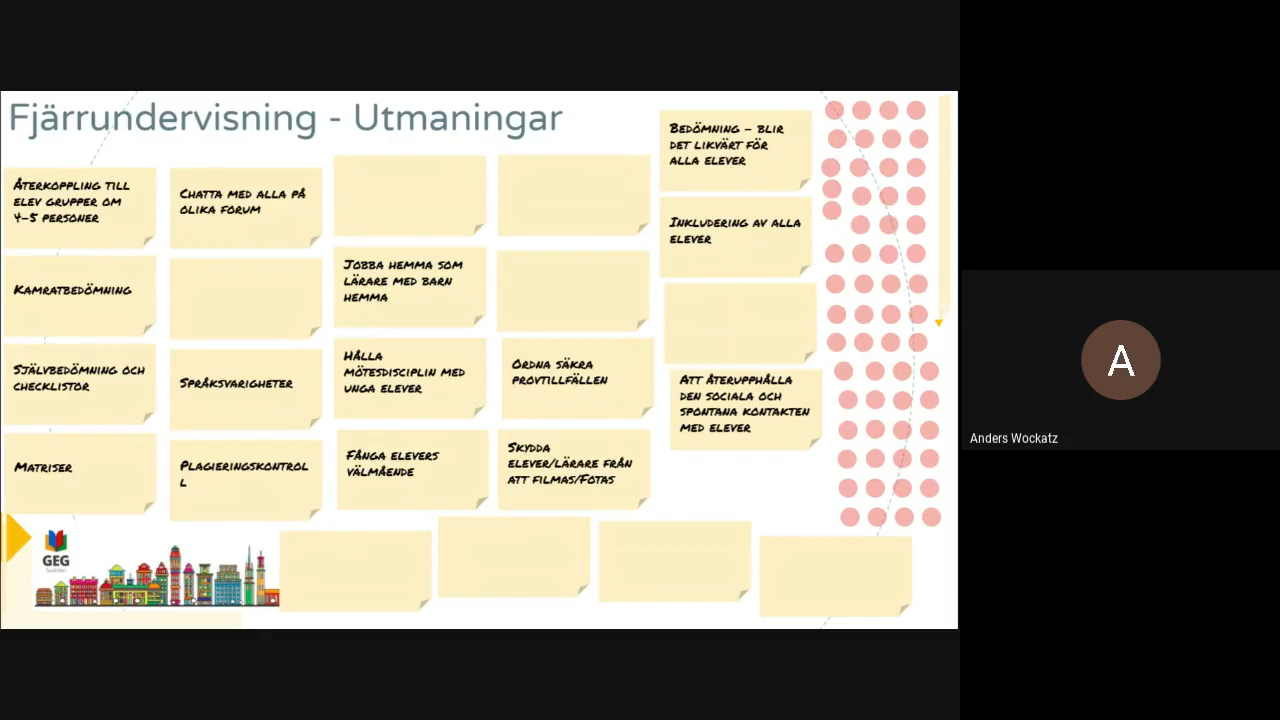 Fjärrundervisning - Utmaningar
ÅTERKOPPLING TILL
ELEV GRUPPER OM
4-5 PERSONER
CHATTA MED ALLA PÅ
OLIKA FORUM
BEDÖMNING - BLIR
DET LIKVÄRT FÖR
ALLA ELEVER
INKLUDERING AV ALLA
ELEVER
KAMRATBEDÖMNING
JOBBA HEMMA SOM
LÄRARE MED BARN
HEMMA
SJÄLVBEDÖMNING OCH
CHECKLISTOR
SPRÅKSVARIGHETER
HÅLLA
MÖTESDISCIPLIN MED
UNGA ELEVER
ORDNA SÄKRA
PROVTILLFÄLLEN
ATT ÅTERUPPHÅLLA
DEN SOCIALA OCH
SPONTANA KONTAKTEN
MED ELEVER
MATRISER
PLAGIERINGSKONTROL
L
FÅNGA ELEVERS
VÄLMÅENDE
SKYDDA
ELEVER/LÄRARE FRÅN
ATT FILMAS/FOTAS
GEG
A
Anders Wockatz